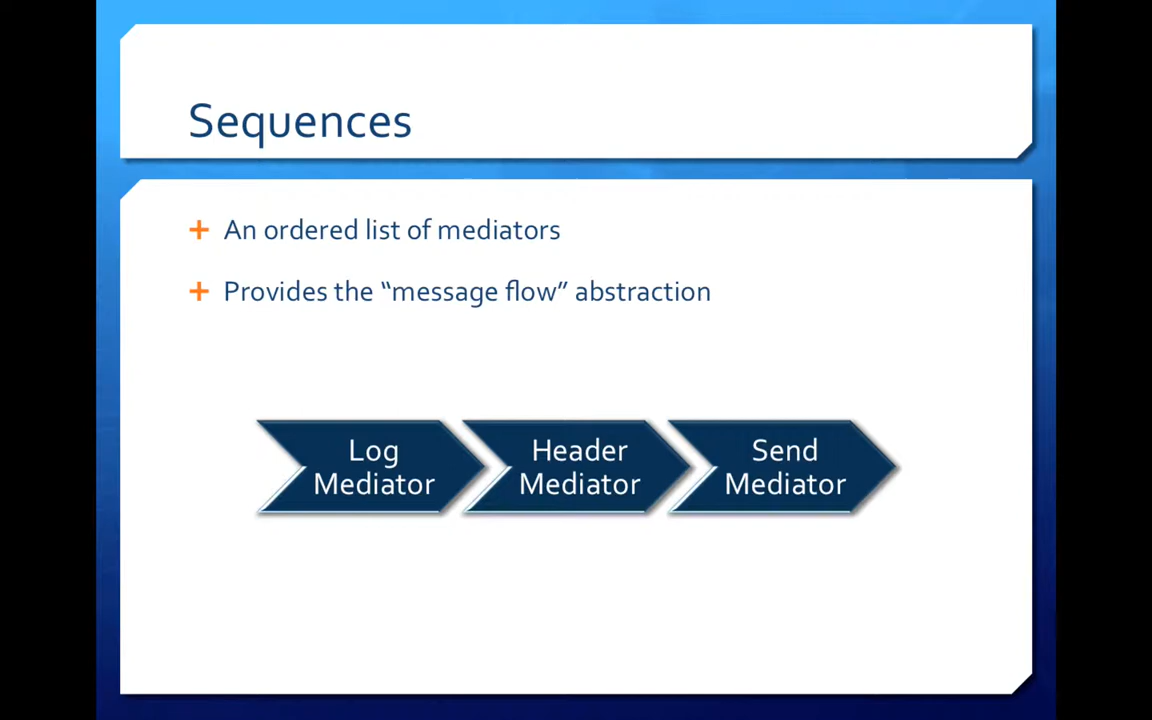 Sequences
+ An ordered list of mediators
+ Provides the “message flow” abstraction
Log
Mediator
Header
Mediator
Send
Mediator